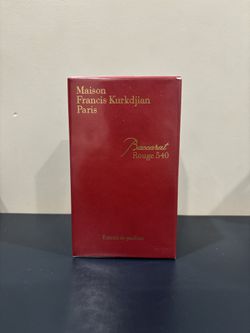 Maison
Francis Kurkdjian
Paris
Baccarat
Rouge 540
Extrait de parfum